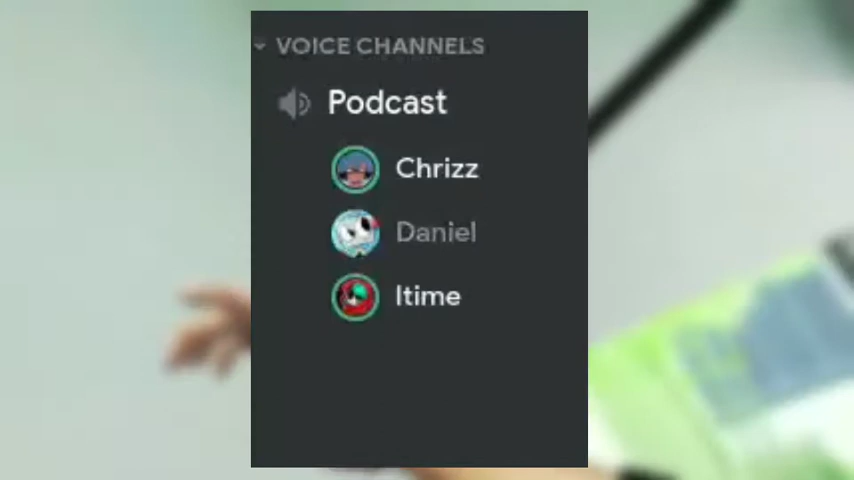 VOICE CHANNELS
Podcast
Chrizz
Daniel
Itime